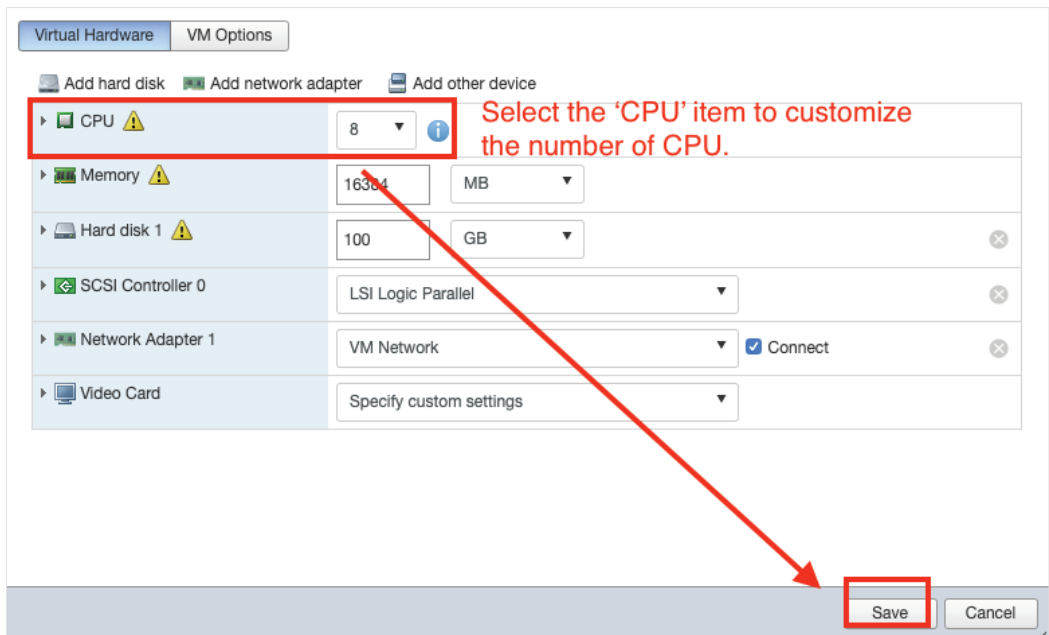 Virtual Hardware VM Options
Add hard disk Add network adapter Add other device
CPU 8
Select the ‘CPU’ item to customize
the number of CPU.
Memory 16384 MB
Hard disk 1 100 GB
SCSI Controller 0 LSI Logic Parallel
Network Adapter 1 VM Network Connect
Video Card Specify custom settings
Save Cancel